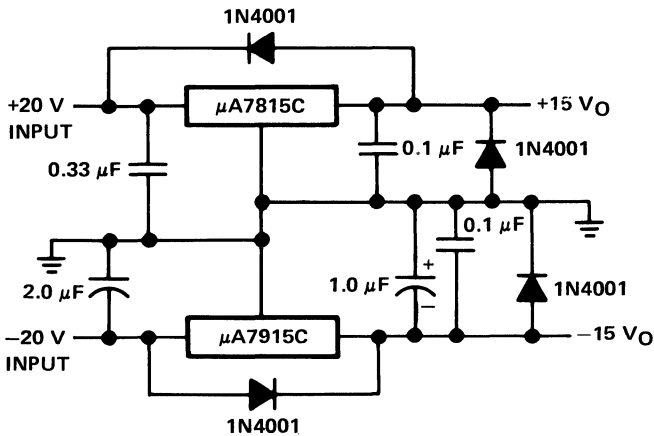 1N4001
+20 V
INPUT
μA7815C
+15 VO
0.33 μF
0.1 μF
1N4001
0.1 μF
2.0 μF
1.0 μF
+
−
1N4001
−20 V
INPUT
μA7915C
−15 VO
1N4001